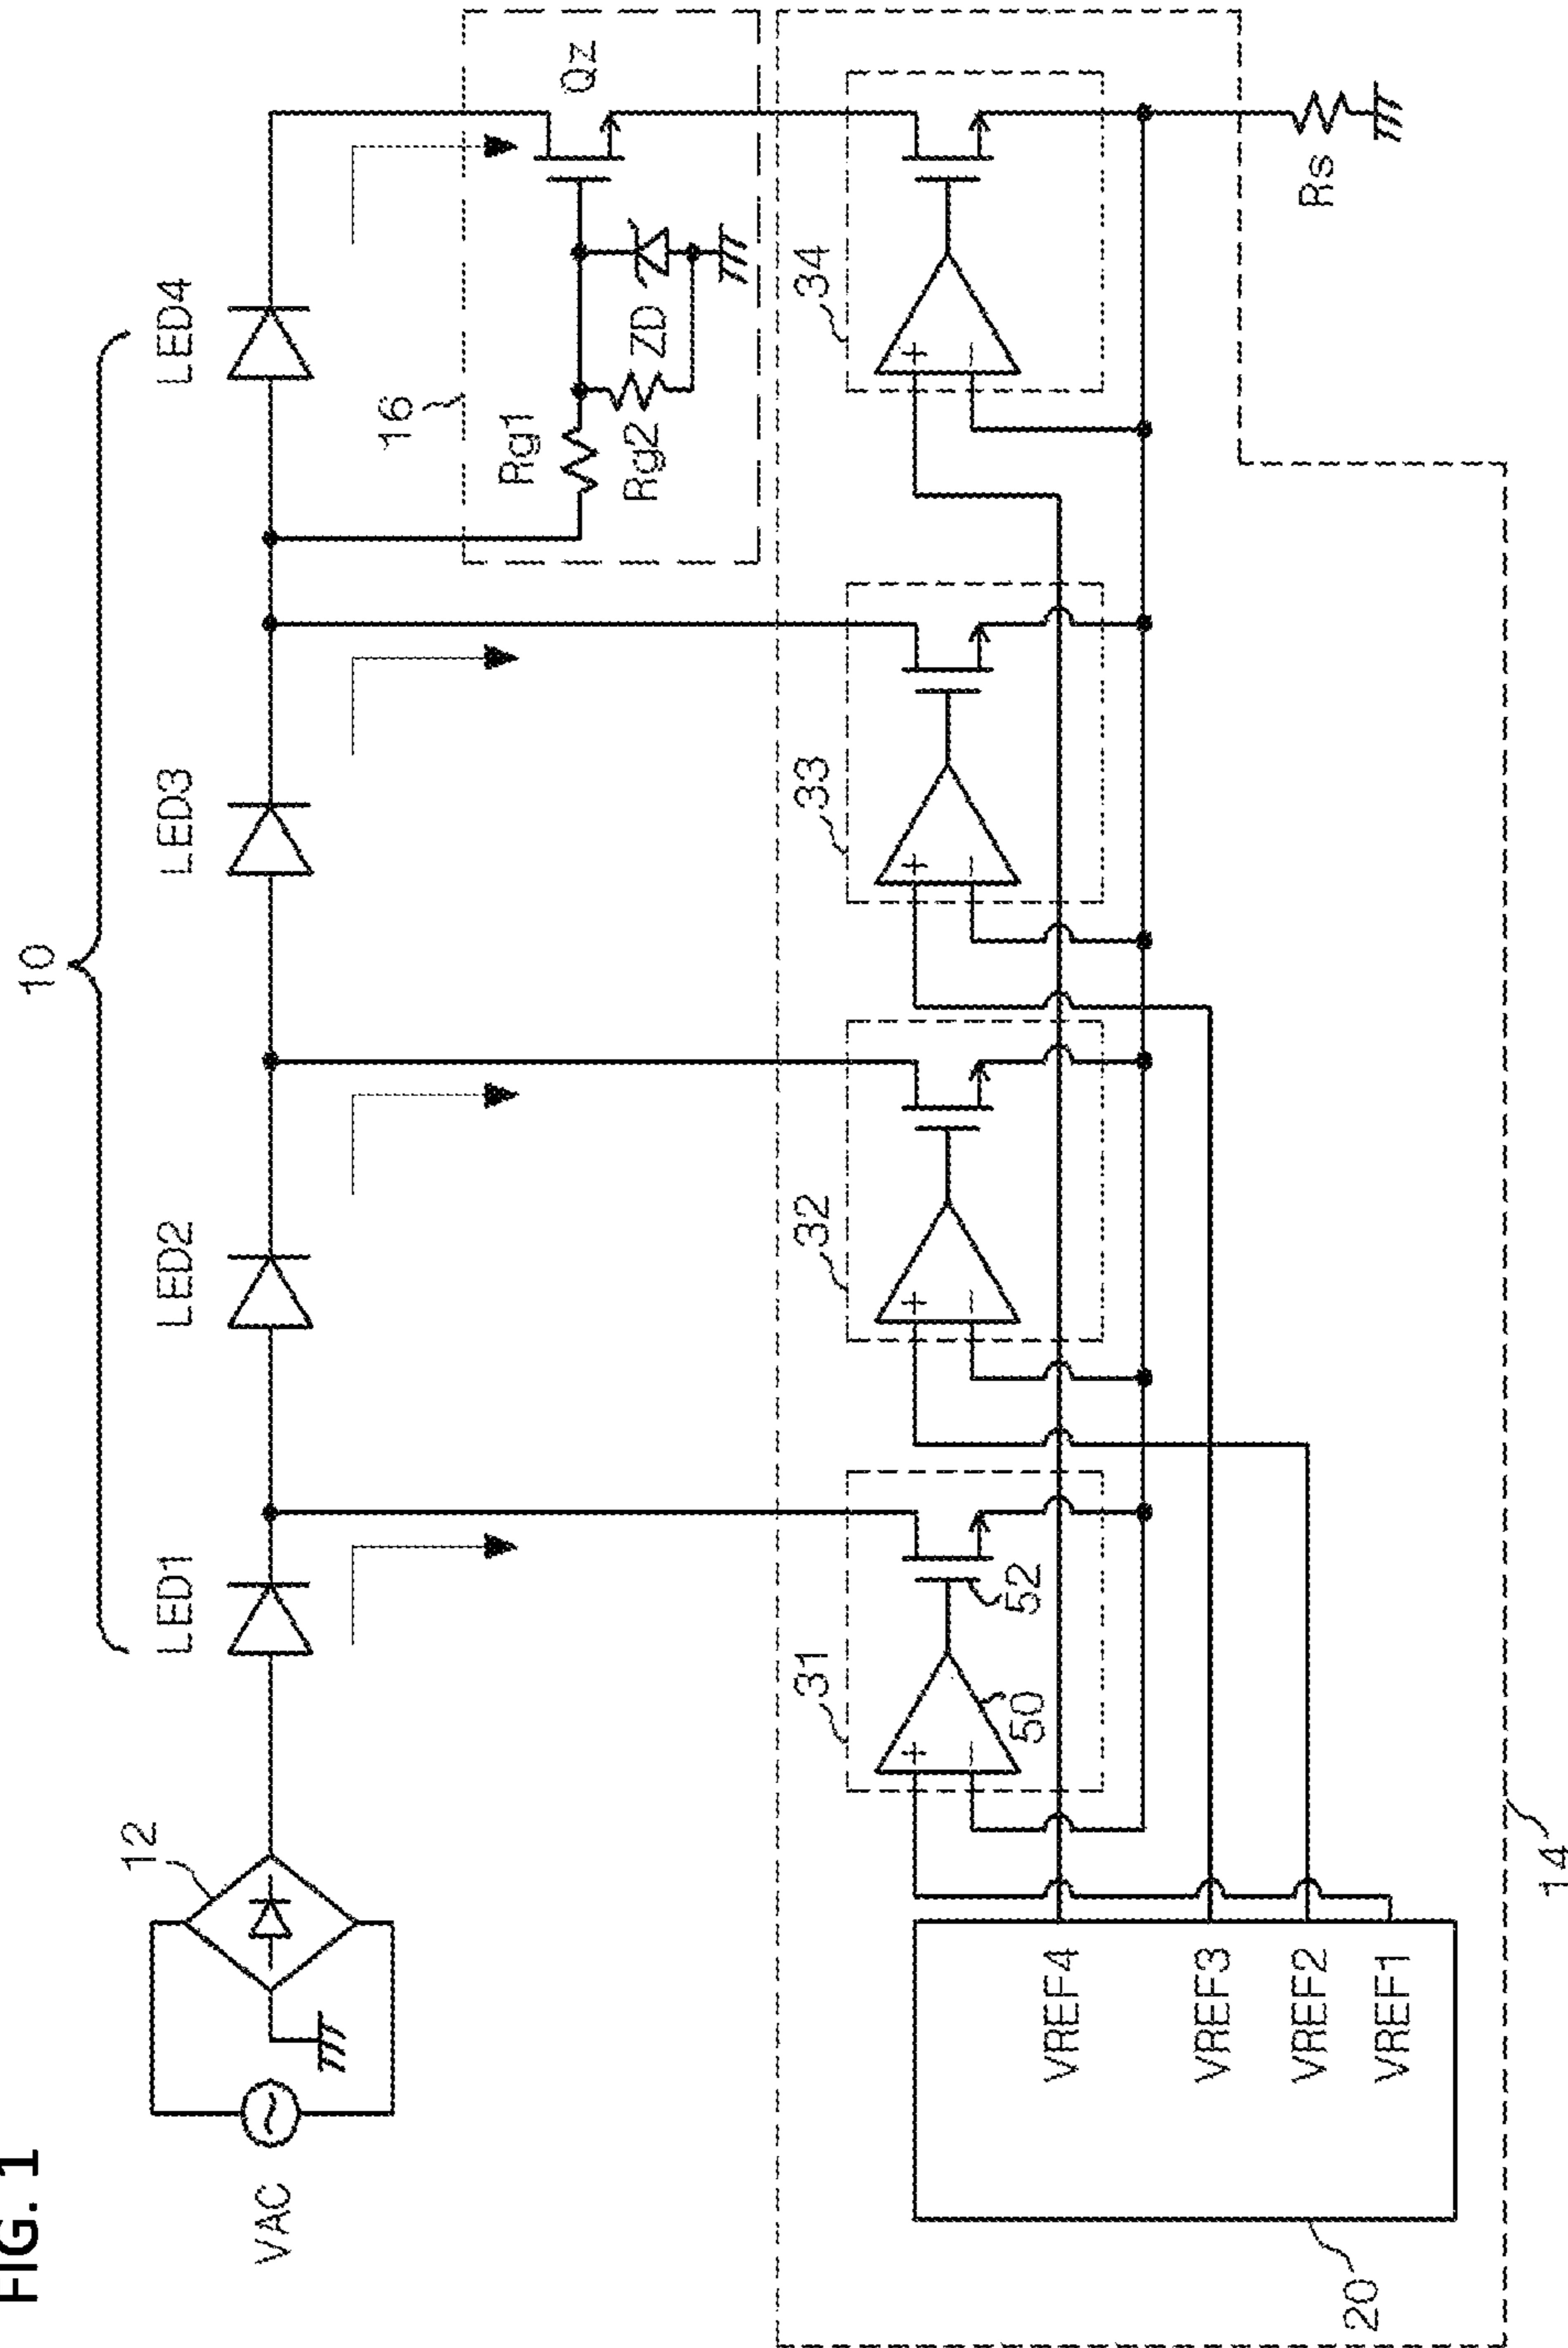 FIG. 1
10
LED1
LED2
LED3
LED4
12
VAC
16
Rg1
Rg2
ZD
Qz
31
32
33
34
50
52
Rs
+
−
+
−
+
−
+
−
VREF4
VREF3
VREF2
VREF1
20
14